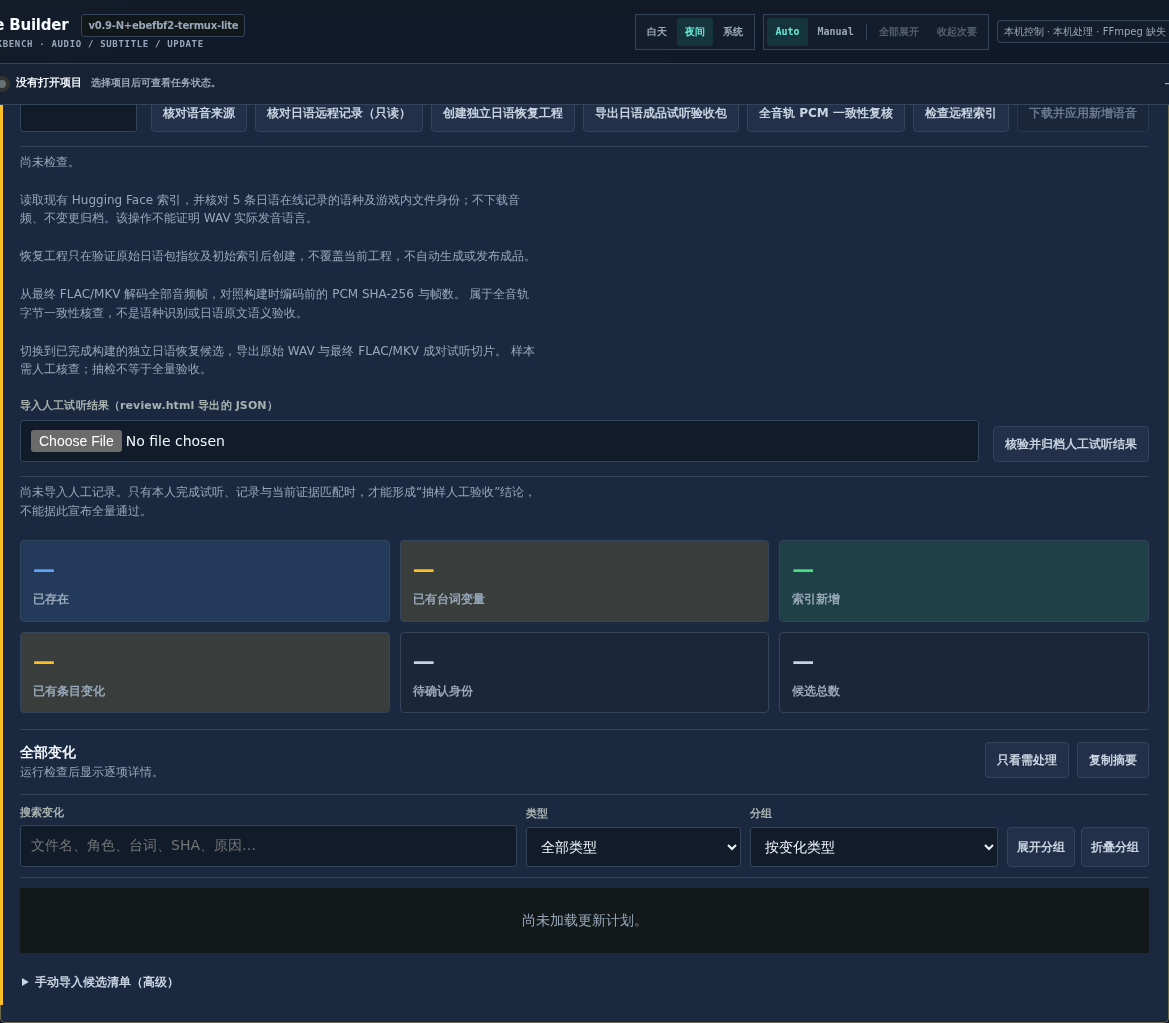 e Builder v0.9-N+ebefbf2-termux-lite
KBENCH · AUDIO / SUBTITLE / UPDATE
白天 夜间 系统 Auto Manual 全部展开 收起次要 本机控制 · 本机处理 · FFmpeg 缺失
没有打开项目 选择项目后可查看任务状态。
核对语音来源 核对日语远程记录（只读） 创建独立日语恢复工程 导出日语成品试听验收包 全音轨 PCM 一致性复核 检查远程索引 下载并应用新增语音
尚未检查。
读取现有 Hugging Face 索引，并核对 5 条日语在线记录的语种及游戏内文件身份；不下载音
频、不变更归档。该操作不能证明 WAV 实际发音语言。
恢复工程只在验证原始日语包指纹及初始索引后创建，不覆盖当前工程，不自动生成或发布成品。
从最终 FLAC/MKV 解码全部音频帧，对照构建时编码前的 PCM SHA-256 与帧数。 属于全音轨
字节一致性核查，不是语种识别或日语原文语义验收。
切换到已完成构建的独立日语恢复候选，导出原始 WAV 与最终 FLAC/MKV 成对试听切片。 样本
需人工核查；抽检不等于全量验收。
导入人工试听结果（review.html 导出的 JSON）
Choose File No file chosen
核验并归档人工试听结果
尚未导入人工记录。只有本人完成试听、记录与当前证据匹配时，才能形成“抽样人工验收”结论，
不能据此宣布全量通过。
— — —
已存在 已有台词变量 索引新增
— — —
已有条目变化 待确认身份 候选总数
全部变化
运行检查后显示逐项详情。
只看需处理 复制摘要
搜索变化 类型 分组
文件名、角色、台词、SHA、原因… 全部类型 按变化类型 展开分组 折叠分组
尚未加载更新计划。
手动导入候选清单（高级）